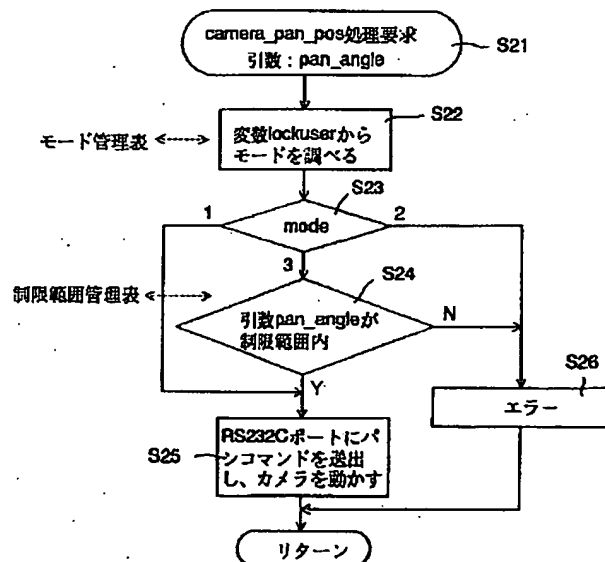 camera_pan_pos処理要求
引数：pan_angle
S21
S22
モード管理表
変数lockuserから
モードを調べる
S23
1
mode
2
3
S24
制限範囲管理表
引数pan_angleが
制限範囲内
N
Y
S26
エラー
S25
RS232Cポートにパ
ンコマンドを送出
し、カメラを動かす
リターン